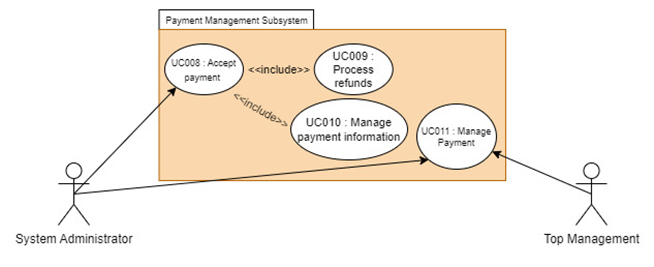 Payment Management Subsystem
UC008 : Accept
payment
<<include>>
UC009 :
Process
refunds
<<include>>
UC010 : Manage
payment information
UC011 : Manage
Payment
System Administrator
Top Management